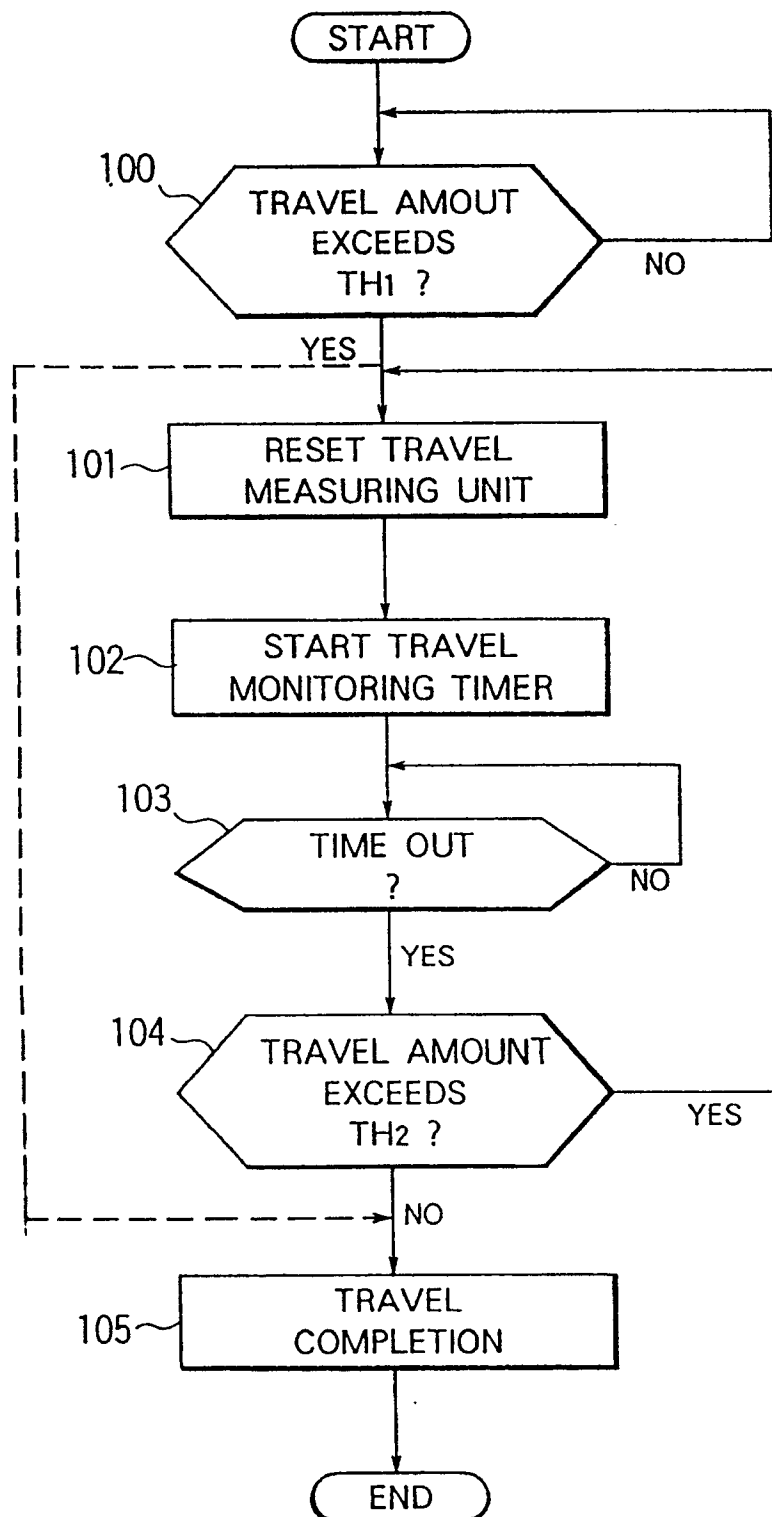 START
100
TRAVEL AMOUT
EXCEEDS
TH1 ?
NO
YES
101
RESET TRAVEL
MEASURING UNIT
102
START TRAVEL
MONITORING TIMER
103
TIME OUT
?
NO
YES
104
TRAVEL AMOUNT
EXCEEDS
TH2 ?
YES
NO
105
TRAVEL
COMPLETION
END